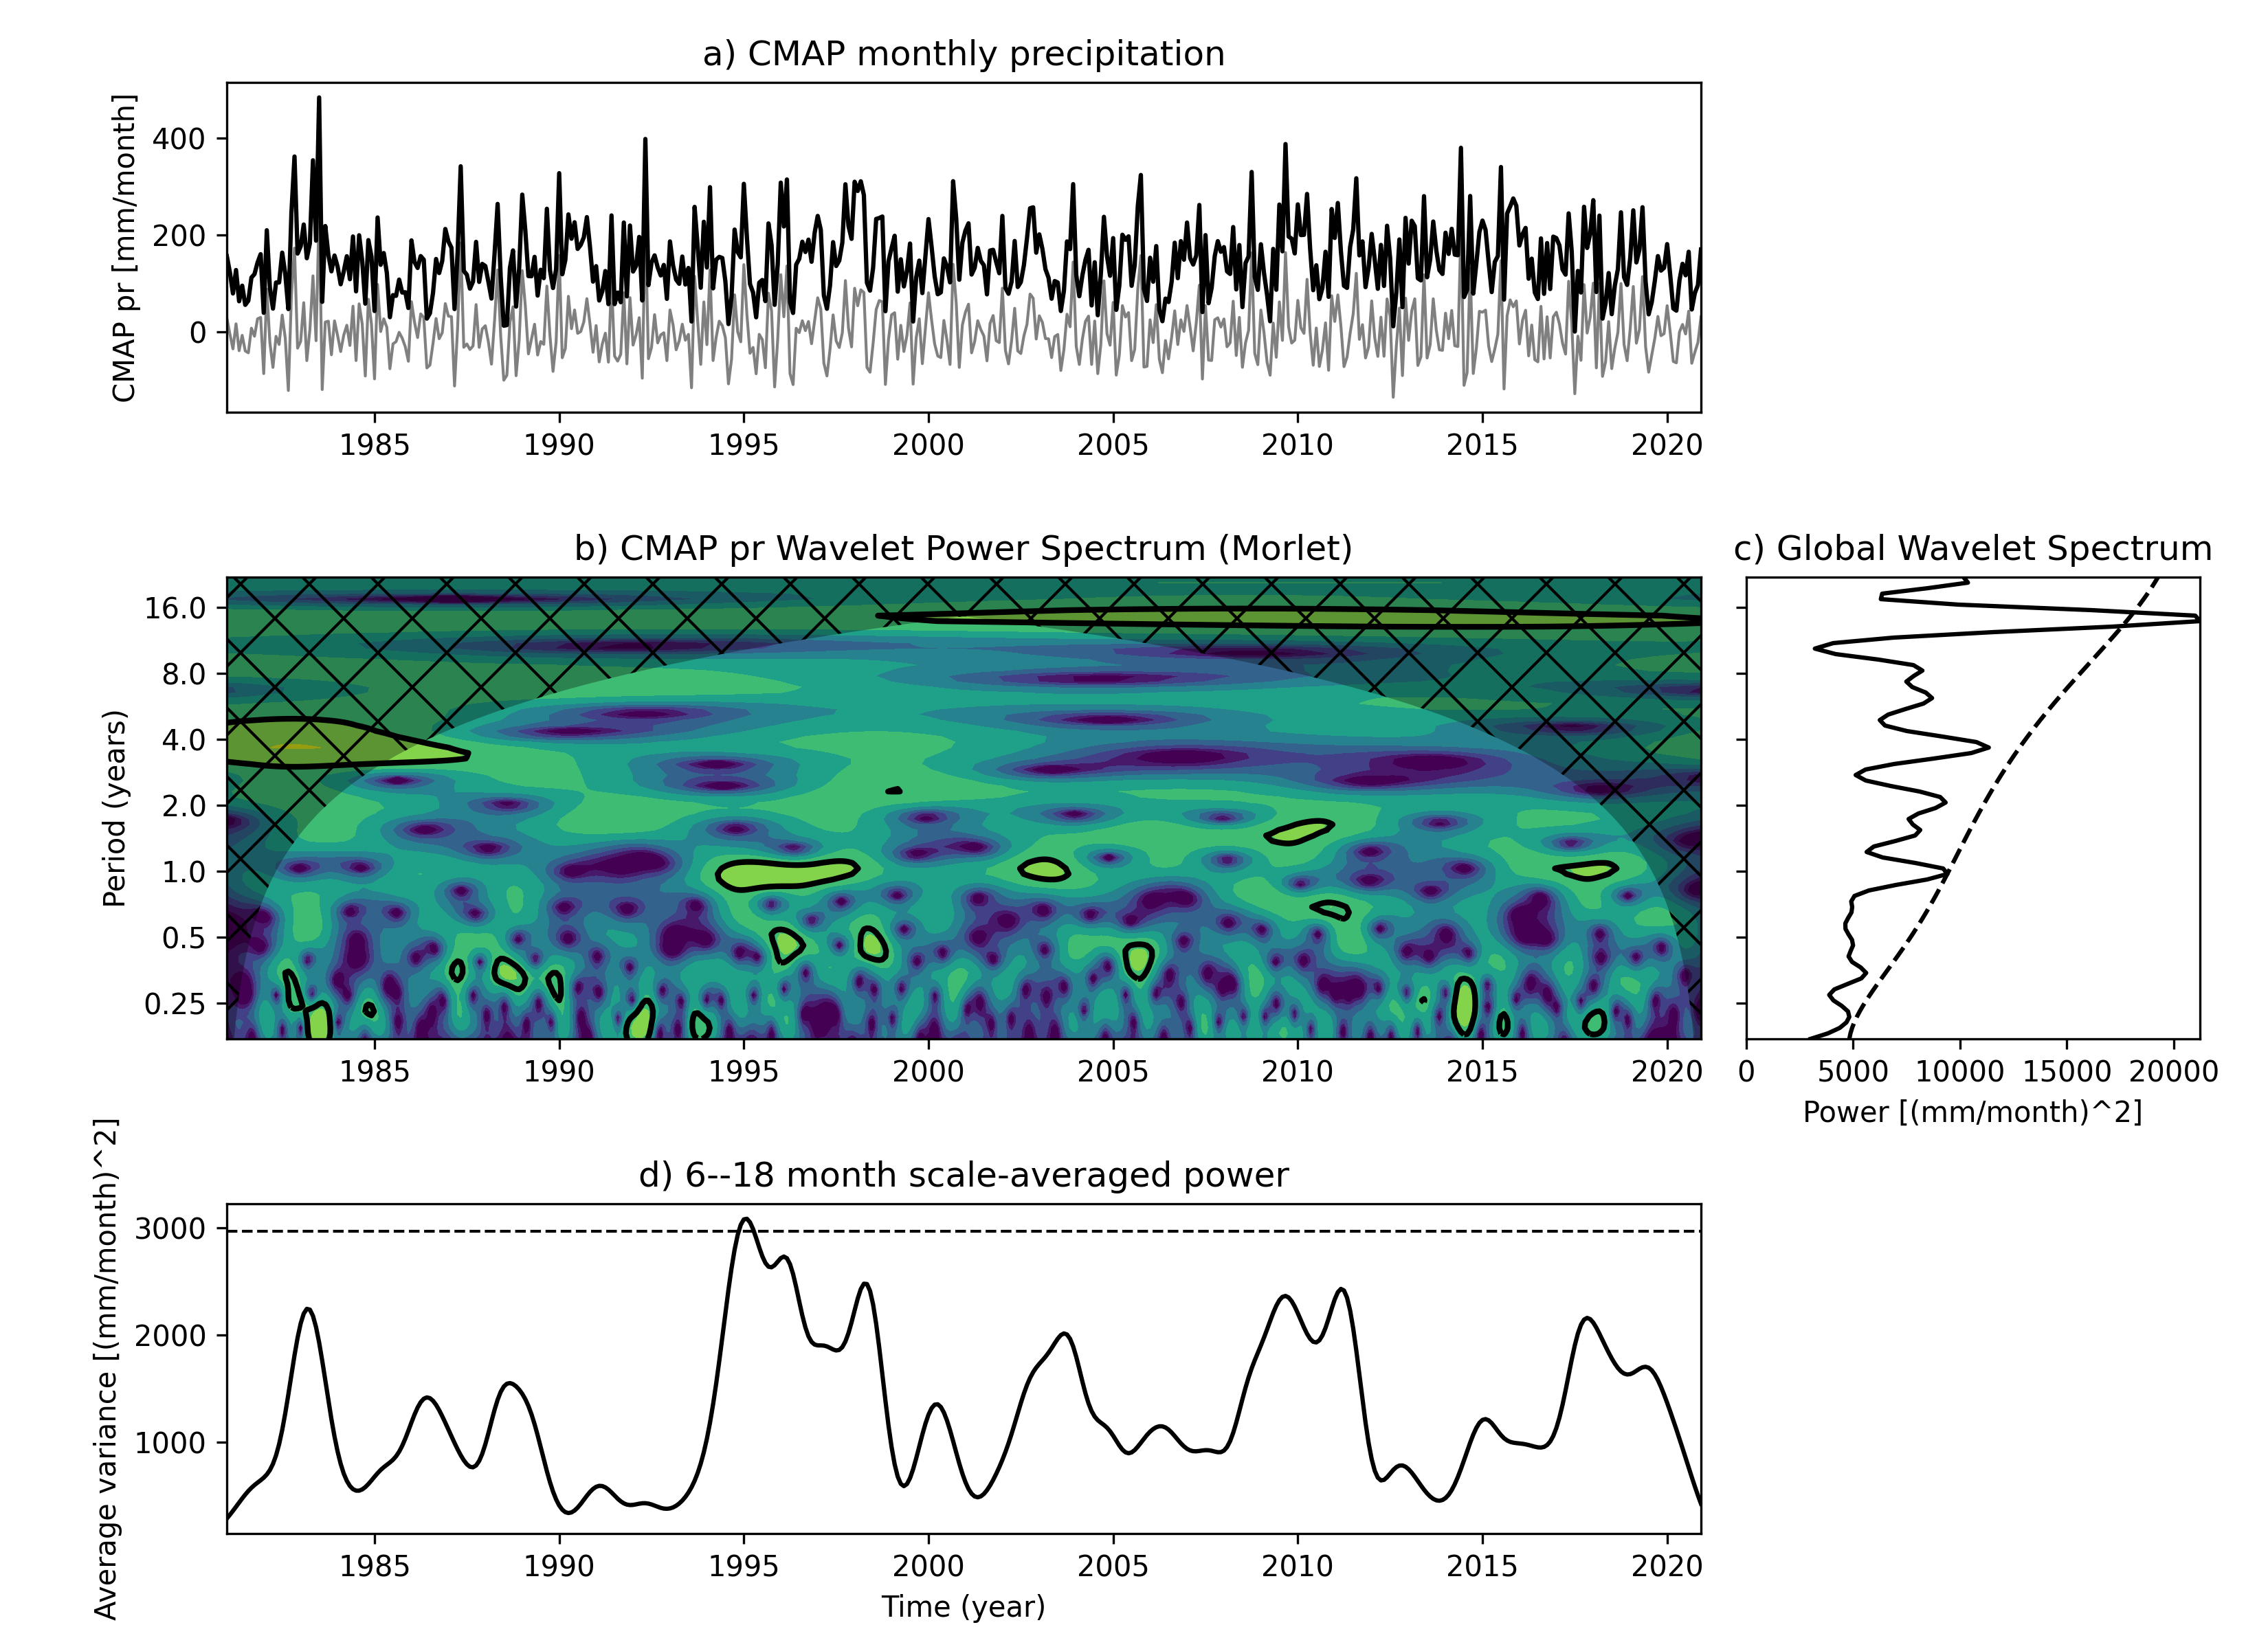 a) CMAP monthly precipitation
CMAP pr [mm/month]
400
200
0
1985 1990 1995 2000 2005 2010 2015 2020
b) CMAP pr Wavelet Power Spectrum (Morlet)
Period (years)
16.0
8.0
4.0
2.0
1.0
0.5
0.25
1985 1990 1995 2000 2005 2010 2015 2020
c) Global Wavelet Spectrum
0 5000 10000 15000 20000
Power [(mm/month)^2]
d) 6--18 month scale-averaged power
Average variance [(mm/month)^2]
3000
2000
1000
1985 1990 1995 2000 2005 2010 2015 2020
Time (year)